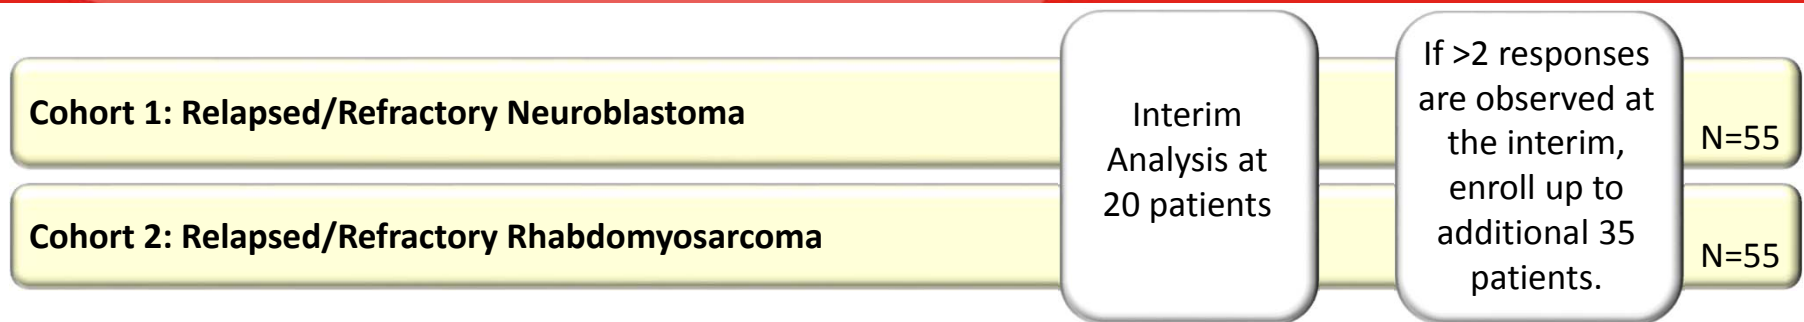 Cohort 1: Relapsed/Refractory Neuroblastoma
Cohort 2: Relapsed/Refractory Rhabdomyosarcoma
Interim
Analysis at
20 patients
If >2 responses
are observed at
the interim,
enroll up to
additional 35
patients.
N=55
N=55